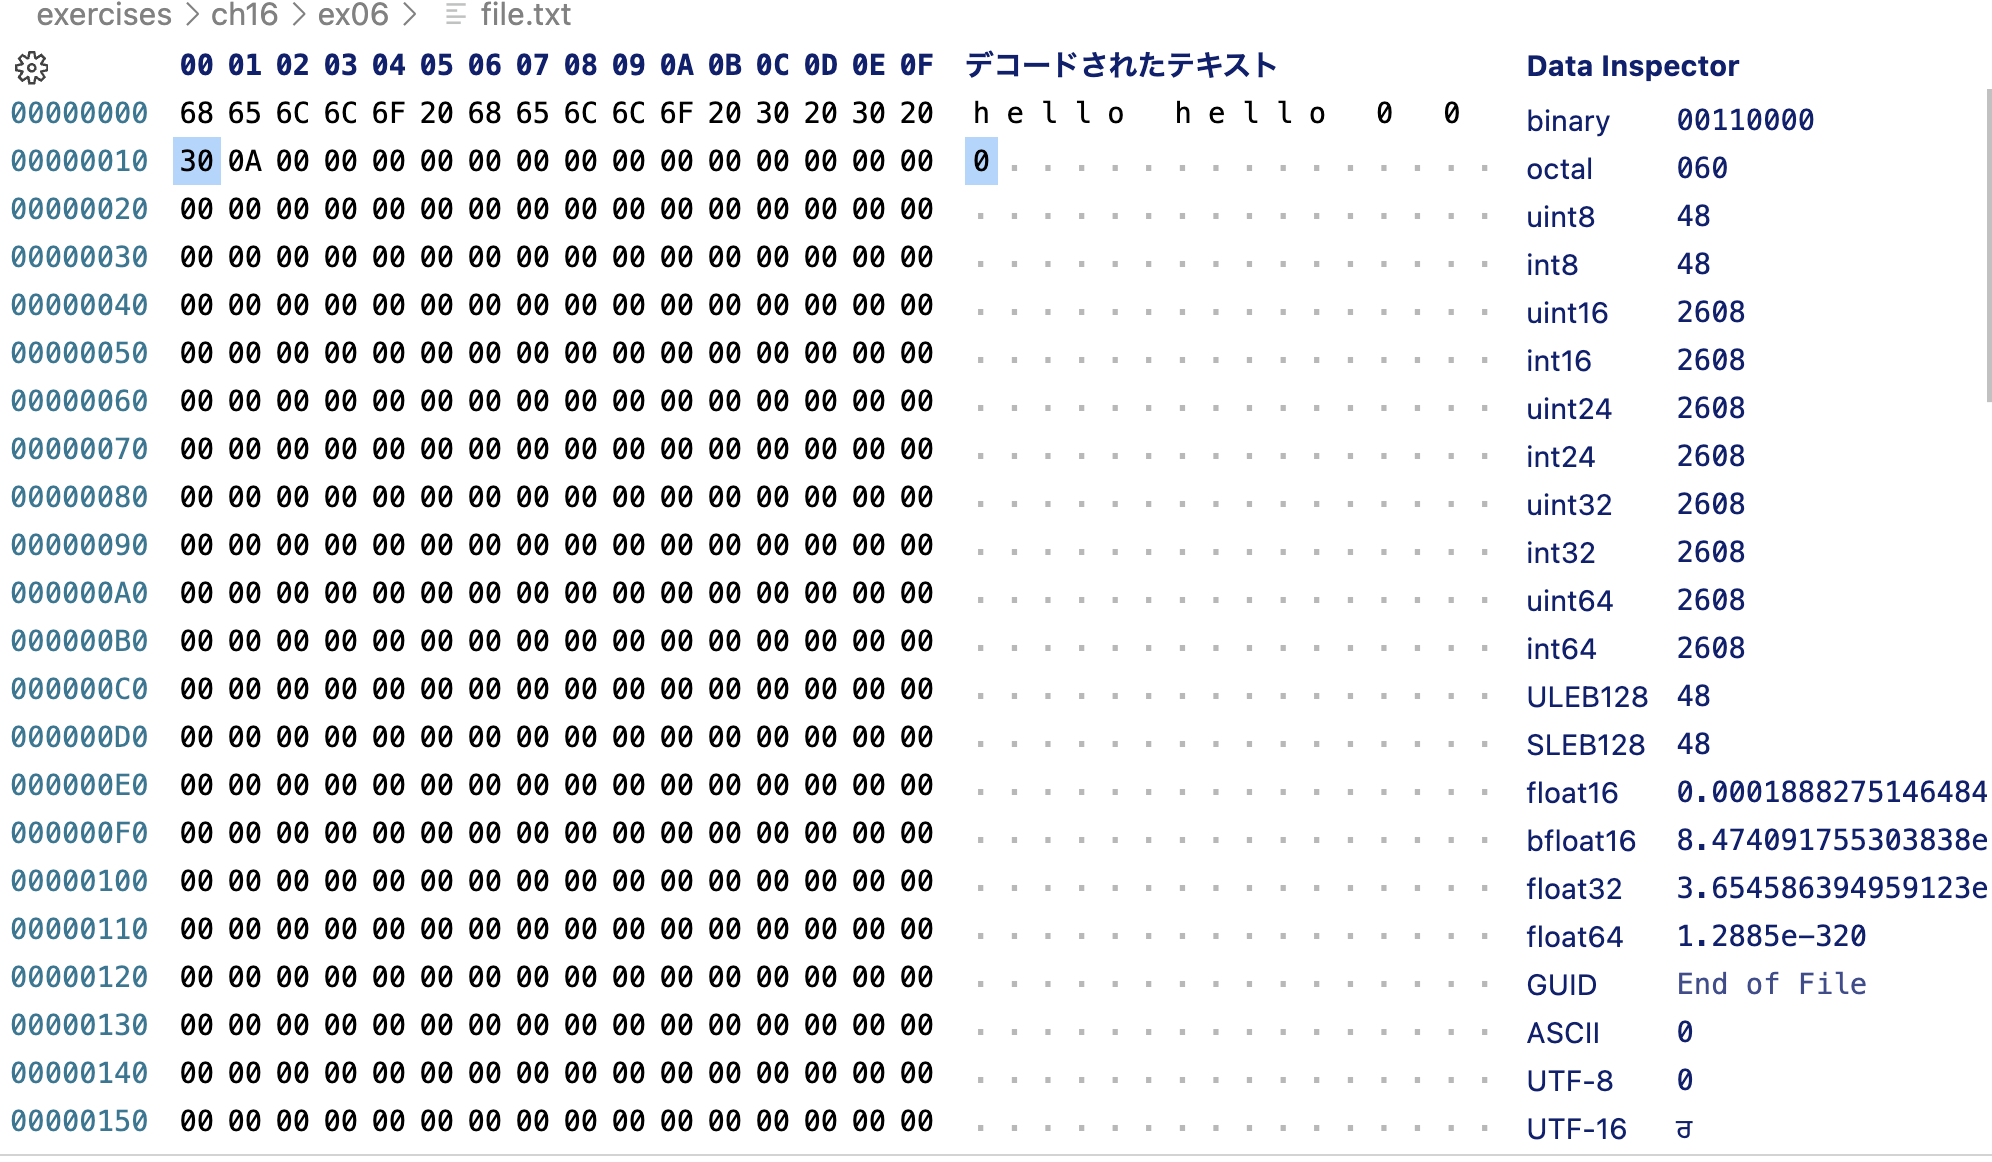 exercises > ch16 > ex06 > file.txt
00 01 02 03 04 05 06 07 08 09 0A 0B 0C 0D 0E 0F デコードされたテキスト Data Inspector
00000000 68 65 6C 6C 6F 20 68 65 6C 6C 6F 20 30 20 30 20 h e l l o   h e l l o   0   0
00000010 30 0A 00 00 00 00 00 00 00 00 00 00 00 00 00 00 0 . . . . . . . . . . . . . . .
00000020 00 00 00 00 00 00 00 00 00 00 00 00 00 00 00 00 . . . . . . . . . . . . . . . .
00000030 00 00 00 00 00 00 00 00 00 00 00 00 00 00 00 00 . . . . . . . . . . . . . . . .
00000040 00 00 00 00 00 00 00 00 00 00 00 00 00 00 00 00 . . . . . . . . . . . . . . . .
00000050 00 00 00 00 00 00 00 00 00 00 00 00 00 00 00 00 . . . . . . . . . . . . . . . .
00000060 00 00 00 00 00 00 00 00 00 00 00 00 00 00 00 00 . . . . . . . . . . . . . . . .
00000070 00 00 00 00 00 00 00 00 00 00 00 00 00 00 00 00 . . . . . . . . . . . . . . . .
00000080 00 00 00 00 00 00 00 00 00 00 00 00 00 00 00 00 . . . . . . . . . . . . . . . .
00000090 00 00 00 00 00 00 00 00 00 00 00 00 00 00 00 00 . . . . . . . . . . . . . . . .
000000A0 00 00 00 00 00 00 00 00 00 00 00 00 00 00 00 00 . . . . . . . . . . . . . . . .
000000B0 00 00 00 00 00 00 00 00 00 00 00 00 00 00 00 00 . . . . . . . . . . . . . . . .
000000C0 00 00 00 00 00 00 00 00 00 00 00 00 00 00 00 00 . . . . . . . . . . . . . . . .
000000D0 00 00 00 00 00 00 00 00 00 00 00 00 00 00 00 00 . . . . . . . . . . . . . . . .
000000E0 00 00 00 00 00 00 00 00 00 00 00 00 00 00 00 00 . . . . . . . . . . . . . . . .
000000F0 00 00 00 00 00 00 00 00 00 00 00 00 00 00 00 00 . . . . . . . . . . . . . . . .
00000100 00 00 00 00 00 00 00 00 00 00 00 00 00 00 00 00 . . . . . . . . . . . . . . . .
00000110 00 00 00 00 00 00 00 00 00 00 00 00 00 00 00 00 . . . . . . . . . . . . . . . .
00000120 00 00 00 00 00 00 00 00 00 00 00 00 00 00 00 00 . . . . . . . . . . . . . . . .
00000130 00 00 00 00 00 00 00 00 00 00 00 00 00 00 00 00 . . . . . . . . . . . . . . . .
00000140 00 00 00 00 00 00 00 00 00 00 00 00 00 00 00 00 . . . . . . . . . . . . . . . .
00000150 00 00 00 00 00 00 00 00 00 00 00 00 00 00 00 00 . . . . . . . . . . . . . . . .
binary 00110000
octal 060
uint8 48
int8 48
uint16 2608
int16 2608
uint24 2608
int24 2608
uint32 2608
int32 2608
uint64 2608
int64 2608
ULEB128 48
SLEB128 48
float16 0.0001888275146484
bfloat16 8.474091755303838e
float32 3.654586394959123e
float64 1.2885e-320
GUID End of File
ASCII 0
UTF-8 0
UTF-16 ਰ